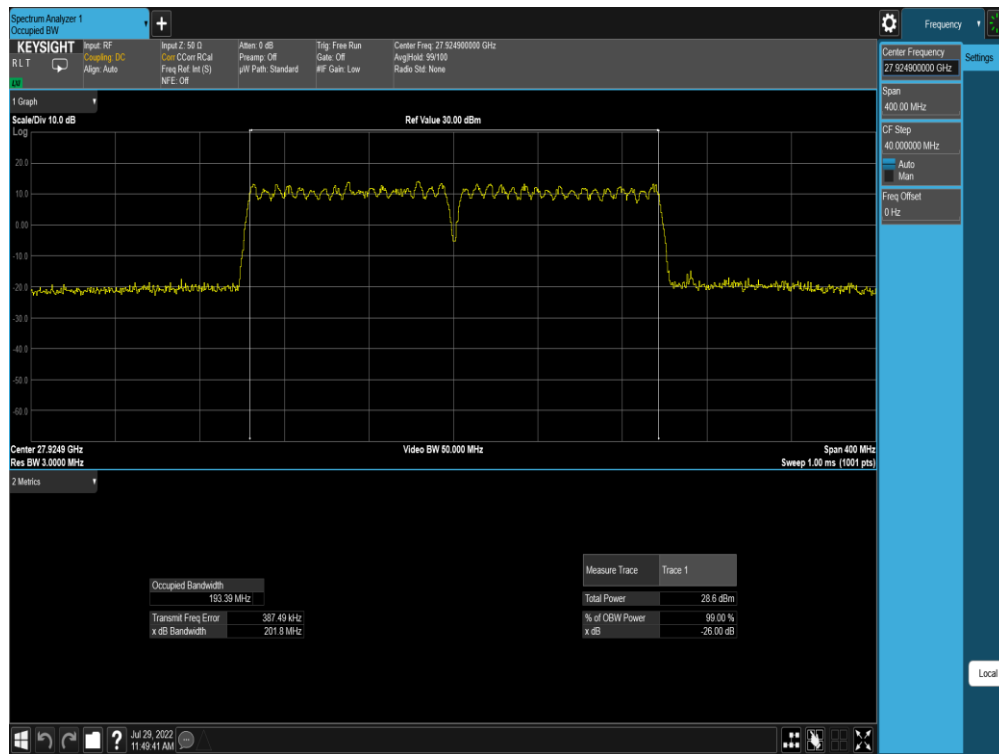 Spectrum Analyzer 1
Occupied BW
+
Frequency
KEYSIGHT
R L T
LXI
Input: RF
Coupling: DC
Align: Auto
Input Z: 50 Ω
Corr CCorr RCal
Freq Ref: Int (S)
NFE: Off
Atten: 0 dB
Preamp: Off
µW Path: Standard
Trig: Free Run
Gate: Off
#IF Gain: Low
Center Freq: 27.924900000 GHz
Avg|Hold: 99/100
Radio Std: None
Center Frequency
27.924900000 GHz
Settings
Span
400.00 MHz
CF Step
40.000000 MHz
Auto
Man
Freq Offset
0 Hz
1 Graph
Scale/Div 10.0 dB
Ref Value 30.00 dBm
Log
20.0
10.0
0.00
-10.0
-20.0
-30.0
-40.0
-50.0
-60.0
Center 27.9249 GHz
Video BW 50.000 MHz
Span 400 MHz
Res BW 3.0000 MHz
Sweep 1.00 ms (1001 pts)
2 Metrics
Occupied Bandwidth
193.39 MHz
Transmit Freq Error 387.49 kHz
x dB Bandwidth 201.8 MHz
Measure Trace Trace 1
Total Power 28.6 dBm
% of OBW Power 99.00 %
x dB -26.00 dB
Local
?
Jul 29, 2022
11:49:41 AM